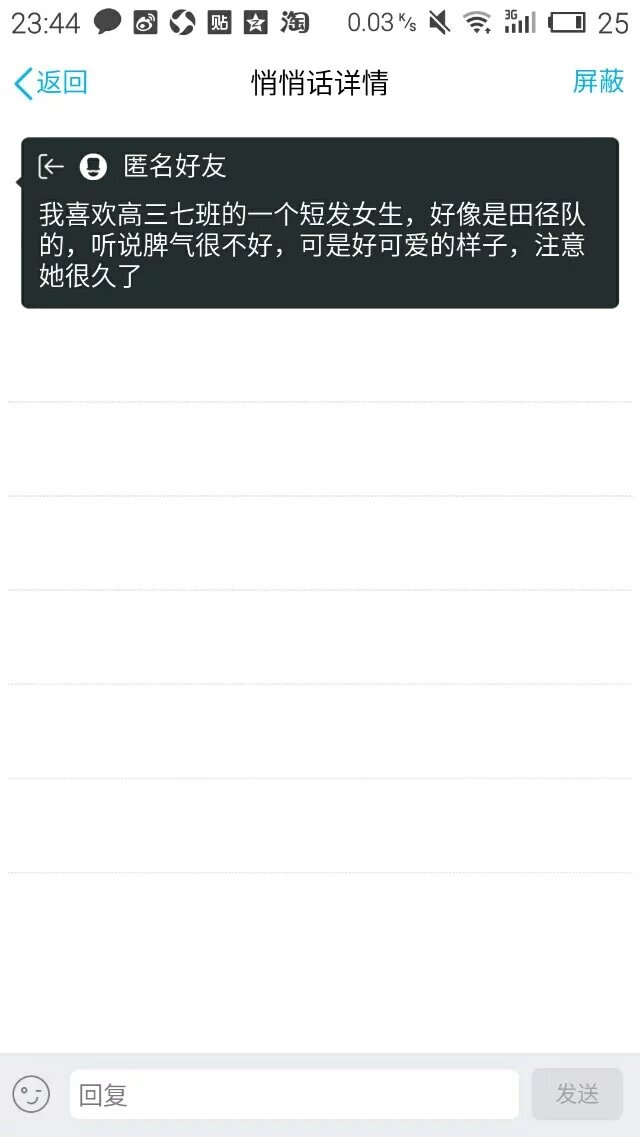 23:44 贴 淘 0.03 K/s 3G 25
返回 悄悄话详情 屏蔽
匿名好友
我喜欢高三七班的一个短发女生，好像是田径队
的，听说脾气很不好，可是好可爱的样子，注意
她很久了
回复 发送